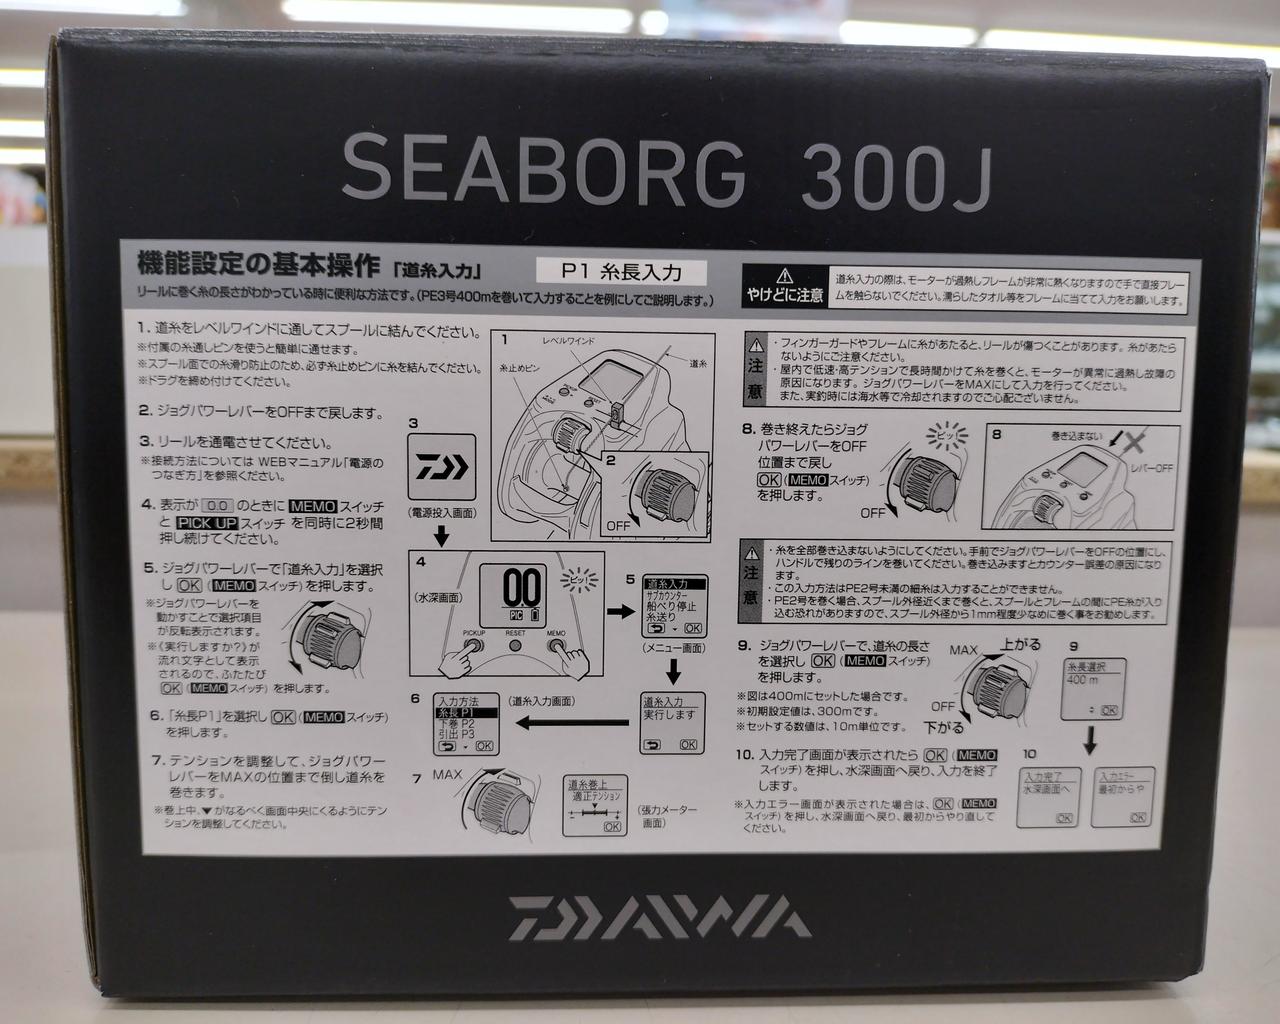 SEABORG 300J
機能設定の基本操作「道糸入力」
P1 糸長入力
リールに巻く糸の長さがわかっている時に便利な方法です。(PE3号400mを巻いて入力することを例にしてご説明します。)
やけどに注意
道糸入力の際は、モーターが過熱しフレームが非常に熱くなりますので手で直接フレー
ムを触らないでください。濡らしたタオル等をフレームに当てて入力をお願いします。
1. 道糸をレベルワインドに通してスプールに結んでください。
※付属の糸通しピンを使うと簡単に通せます。
※スプール面での糸滑り防止のため、必ず糸止めピンに糸を結んでください。
※ドラグを締め付けてください。
2. ジョグパワーレバーをOFFまで戻します。
3. リールを通電させてください。
※接続方法については WEBマニュアル「電源の
つなぎ方」を参照ください。
4. 表示が 0.0 のときに MEMO スイッチ
と PICK UP スイッチ を同時に2秒間
押し続けてください。
5. ジョグパワーレバーで「道糸入力」を選択
し OK ( MEMO スイッチ) を押します。
※ジョグパワーレバーを
動かすことで選択項目
が反転表示されます。
※《実行しますか?》が
流れ文字として表示
されるので、ふたたび
OK ( MEMO スイッチ) を押します。
6. 「糸長P1」を選択し OK ( MEMO スイッチ)
を押します。
7. テンションを調整して、ジョグパワー
レバーをMAXの位置まで倒し道糸を
巻きます。
※巻上中、▼がなるべく画面中央にくるようにテン
ションを調整してください。
1
レベルワインド
糸止めピン
道糸
2
OFF
3
(電源投入画面)
4
(水深画面)
0.0
PIC
ピッ!
PICKUP RESET MEMO
5
道糸入力
サブカウンター
船べり停止
糸送り
OK
(メニュー画面)
道糸入力
実行します
OK
6
入力方法
糸長 P1
下巻 P2
引出 P3
OK
(道糸入力画面)
7
MAX
道糸巻上
適正テンション
OK
(張力メーター
画面)
注意
・フィンガーガードやフレームに糸があたると、リールが傷つくことがあります。糸があたら
ないようにご注意ください。
・屋内で低速・高テンションで長時間かけて糸を巻くと、モーターが異常に過熱し故障の
原因になります。ジョグパワーレバーをMAXにして入力を行ってください。
また、実釣時には海水等で冷却されますのでご心配ございません。
8. 巻き終えたらジョグ
パワーレバーをOFF
位置まで戻し
OK ( MEMO スイッチ)
を押します。
ピッ!
OFF
8
巻き込まない
レバーOFF
注意
・糸を全部巻き込まないようにしてください。手前でジョグパワーレバーをOFFの位置にし、
ハンドルで残りのラインを巻いてください。巻き込みますとカウンター誤差の原因になり
ます。
・この入力方法はPE2号未満の細糸は入力することができません。
・PE2号を巻く場合、スプール外径近くまで巻くと、スプールとフレームの間にPE糸が入り
込む恐れがありますので、スプール外径から1mm程度少なめに巻く事をお勧めします。
9. ジョグパワーレバーで、道糸の長さ
を選択し OK ( MEMO スイッチ)
を押します。
※図は400mにセットした場合です。
※初期設定値は、300mです。
※セットする数値は、10m単位です。
MAX
上がる
OFF
下がる
9
糸長選択
400 m
OK
10. 入力完了画面が表示されたら OK ( MEMO
スイッチ) を押し、水深画面へ戻り、入力を終了
します。
※入力エラー画面が表示された場合は、 OK ( MEMO
スイッチ) を押し、水深画面へ戻り、最初からやり直して
ください。
10
入力完了
水深画面へ
OK
入力エラー
最初からや
OK
DAIWA